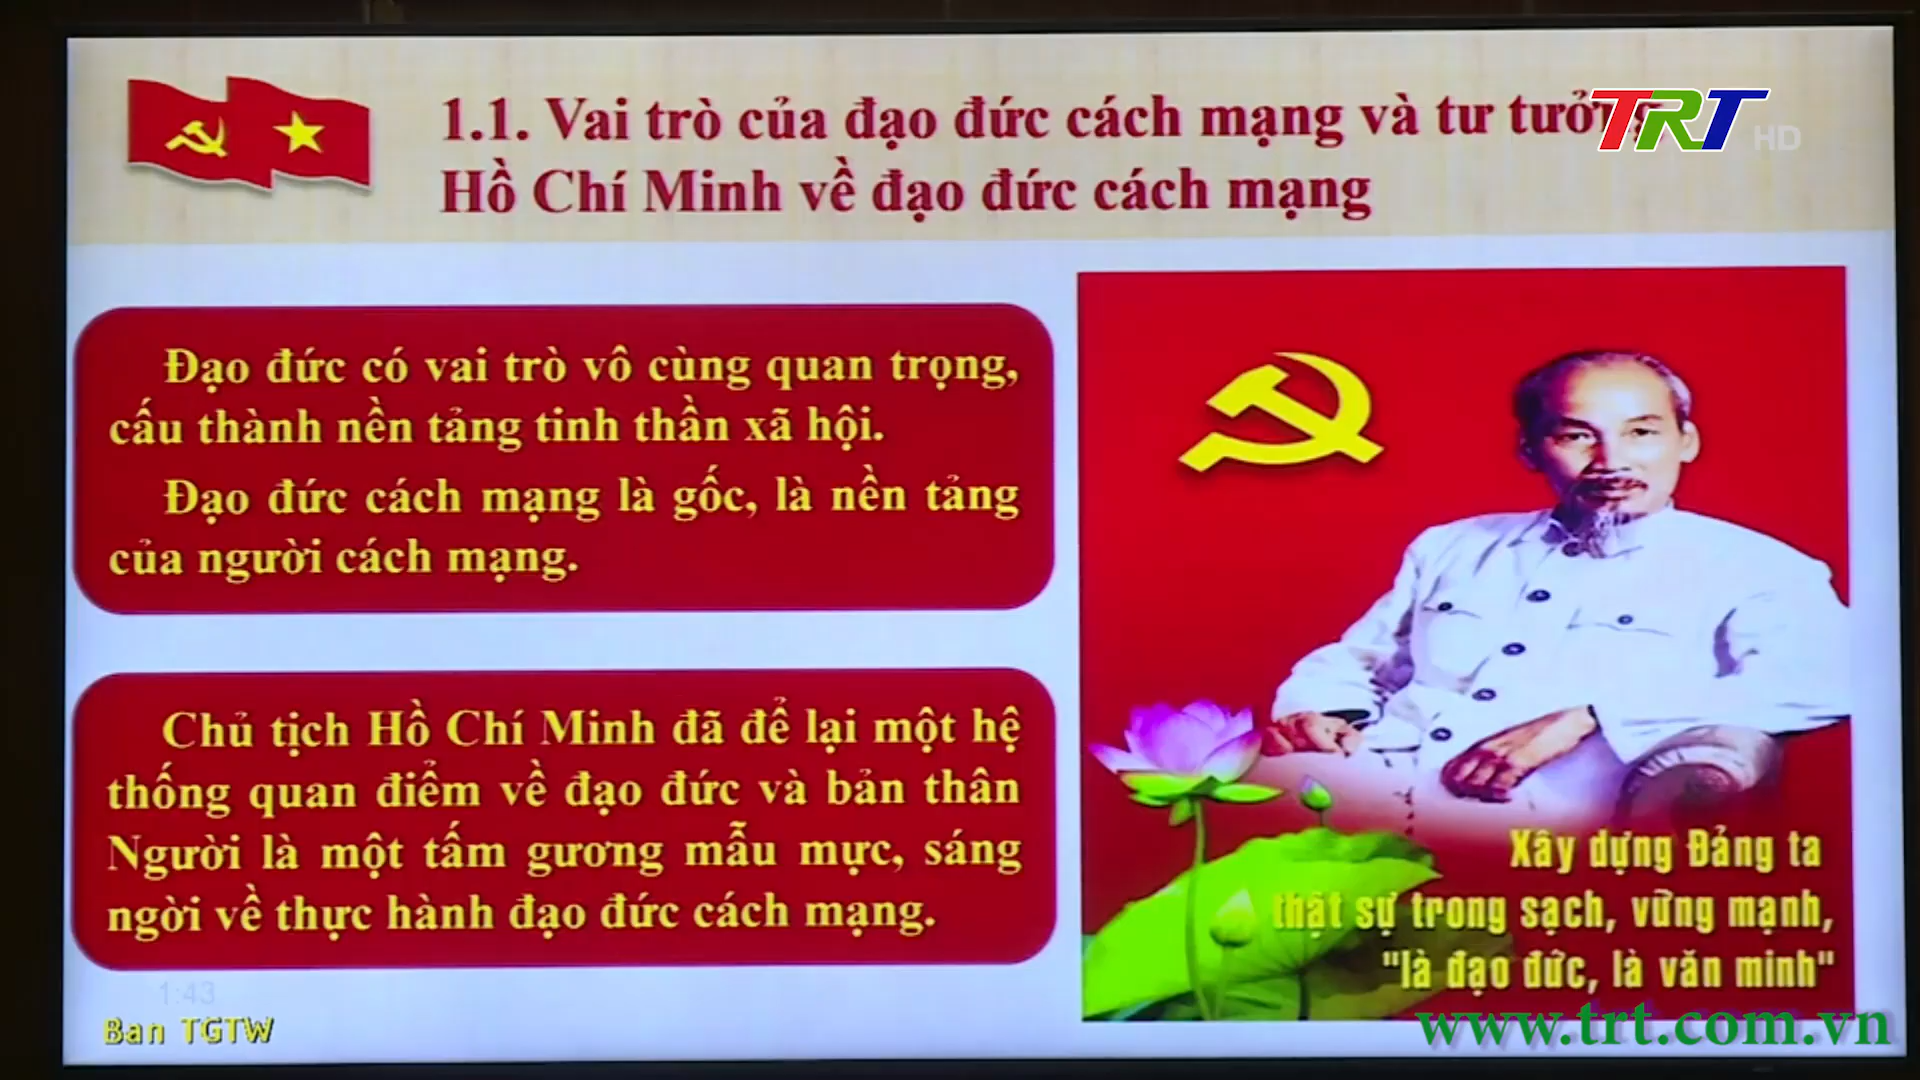 1.1. Vai trò của đạo đức cách mạng và tư tưởng
TRT HD
Hồ Chí Minh về đạo đức cách mạng
Đạo đức có vai trò vô cùng quan trọng,
cấu thành nền tảng tinh thần xã hội.
Đạo đức cách mạng là gốc, là nền tảng
của người cách mạng.
Chủ tịch Hồ Chí Minh đã để lại một hệ
thống quan điểm về đạo đức và bản thân
Người là một tấm gương mẫu mực, sáng
ngời về thực hành đạo đức cách mạng.
Xây dựng Đảng ta
thật sự trong sạch, vững mạnh,
"là đạo đức, là văn minh"
1:43
Ban TGTW
www.trt.com.vn